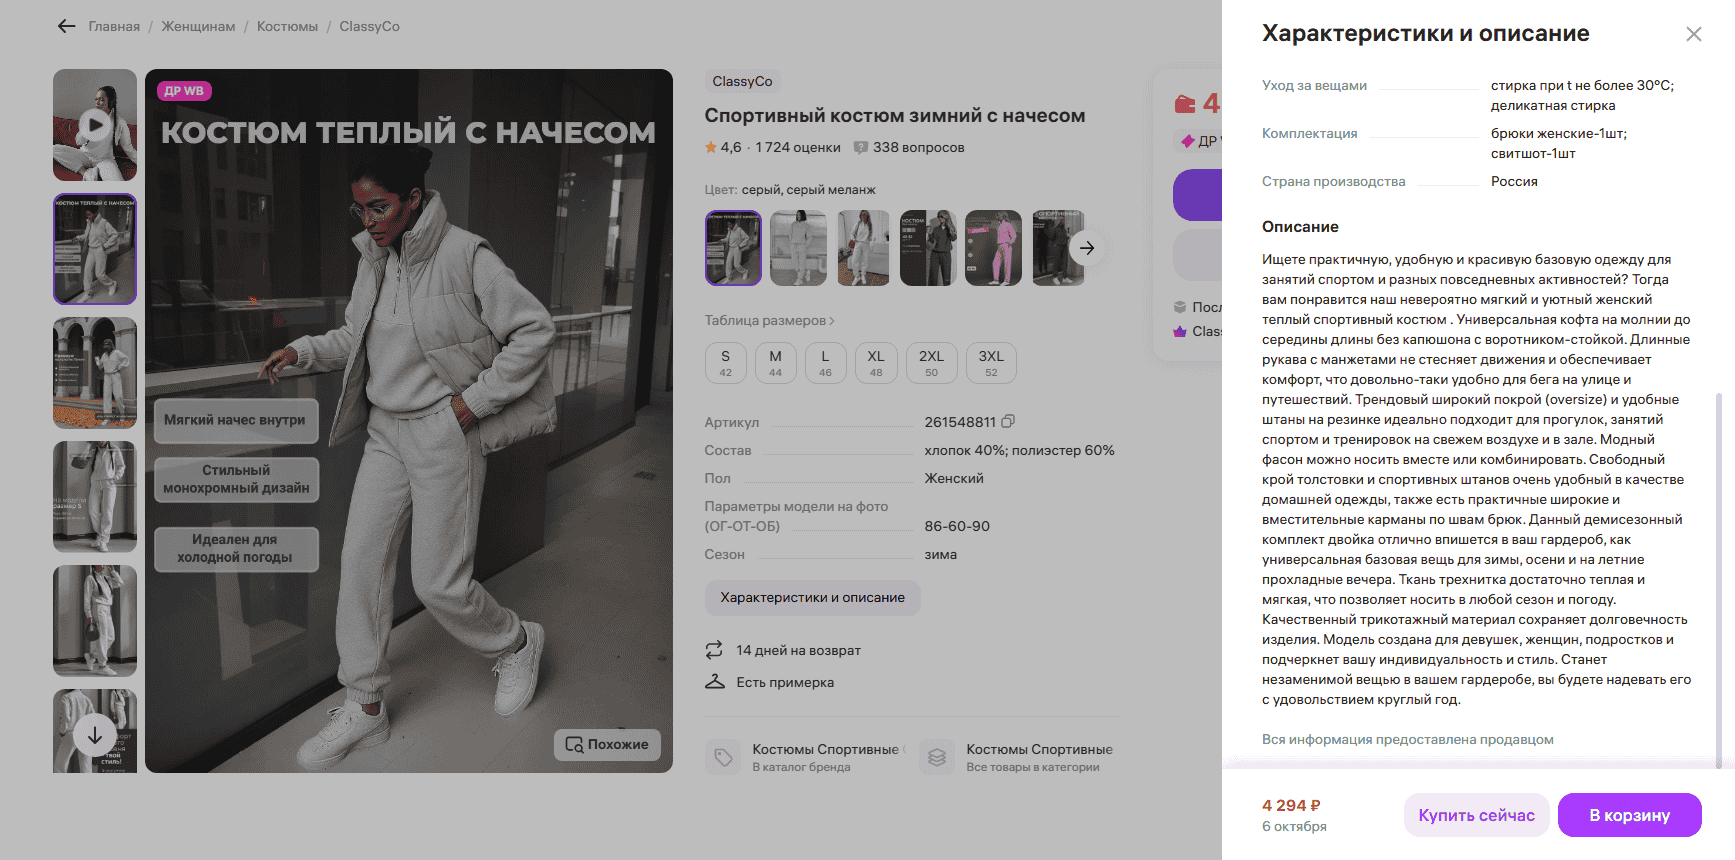 Главная / Женщинам / Костюмы / ClassyCo
ДР WB
КОСТЮМ ТЕПЛЫЙ С НАЧЕСОМ
Мягкий начес внутри
Стильный
монохромный дизайн
Идеален для
холодной погоды
Похожие
КОСТЮМ ТЕПЛЫЙ С НАЧЕСОМ
ClassyCo
Спортивный костюм зимний с начесом
4,6 · 1 724 оценки 338 вопросов
Цвет: серый, серый меланж
Таблица размеров
S M L XL 2XL 3XL
42 44 46 48 50 52
Артикул 261548811
Состав хлопок 40%; полиэстер 60%
Пол Женский
Параметры модели на фото
(ОГ-ОТ-ОБ) 86-60-90
Сезон зима
Характеристики и описание
14 дней на возврат
Есть примерка
Костюмы Спортивные
В каталог бренда
Костюмы Спортивные
Все товары в категории
4
ДР
Характеристики и описание
Уход за вещами стирка при t не более 30°C;
деликатная стирка
Комплектация брюки женские-1шт;
свитшот-1шт
Страна производства Россия
Описание
Ищете практичную, удобную и красивую базовую одежду для
занятий спортом и разных повседневных активностей? Тогда
вам понравится наш невероятно мягкий и уютный женский
теплый спортивный костюм . Универсальная кофта на молнии до
середины длины без капюшона с воротником-стойкой. Длинные
рукава с манжетами не стесняет движения и обеспечивает
комфорт, что довольно-таки удобно для бега на улице и
путешествий. Трендовый широкий покрой (oversize) и удобные
штаны на резинке идеально подходит для прогулок, занятий
спортом и тренировок на свежем воздухе и в зале. Модный
фасон можно носить вместе или комбинировать. Свободный
крой толстовки и спортивных штанов очень удобный в качестве
домашней одежды, также есть практичные широкие и
вместительные карманы по швам брюк. Данный демисезонный
комплект двойка отлично впишется в ваш гардероб, как
универсальная базовая вещь для зимы, осени и на летние
прохладные вечера. Ткань трехнитка достаточно теплая и
мягкая, что позволяет носить в любой сезон и погоду.
Качественный трикотажный материал сохраняет долговечность
изделия. Модель создана для девушек, женщин, подростков и
подчеркнет вашу индивидуальность и стиль. Станет
незаменимой вещью в вашем гардеробе, вы будете надевать его
с удовольствием круглый год.
Вся информация предоставлена продавцом
4 294 ₽
6 октября
Купить сейчас
В корзину